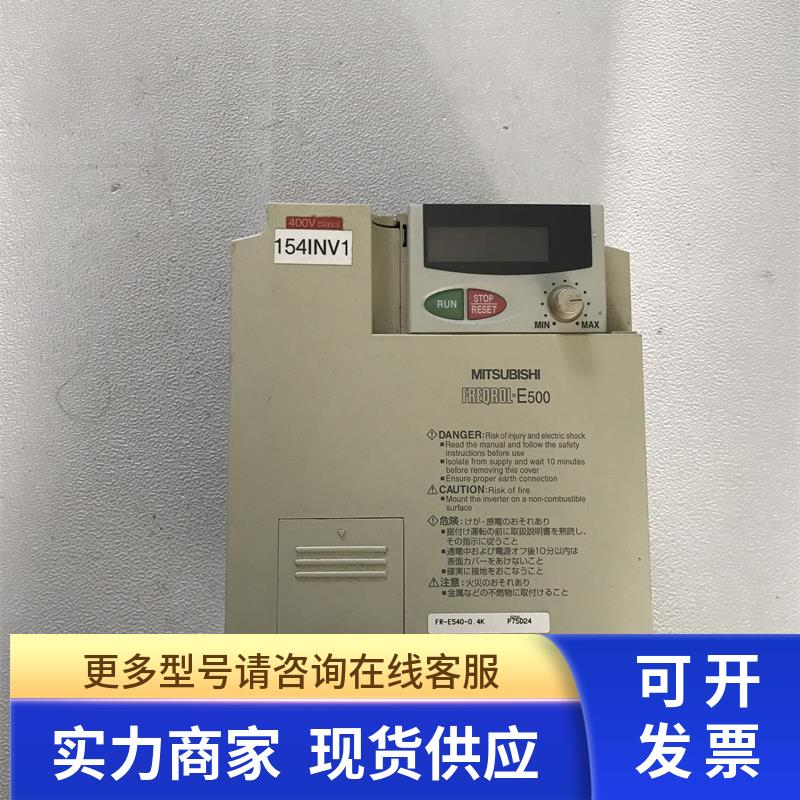 400V class
154INV1
RUN
STOP
RESET
MIN
MAX
MITSUBISHI
FREQROL-E500
DANGER: Risk of injury and electric shock
■Read the manual and follow the safety
instructions before use
■Isolate from supply and wait 10 minutes
before removing this cover
■Ensure proper earth connection
CAUTION: Risk of fire
■Mount the inverter on a non-combustible
surface
危険:けが・感電のおそれあり
■据付け運転の前に取扱説明書を熟読し、
その指示に従うこと
■通電中および電源オフ後10分以内は
表面カバーをあけないこと
■確実に接地をおこなうこと
注意:火災のおそれあり
■金属などの不燃物に取付けること
FR-E540-0.4K P75D24
更多型号请咨询在线客服
实力商家 现货供应
可开
发票